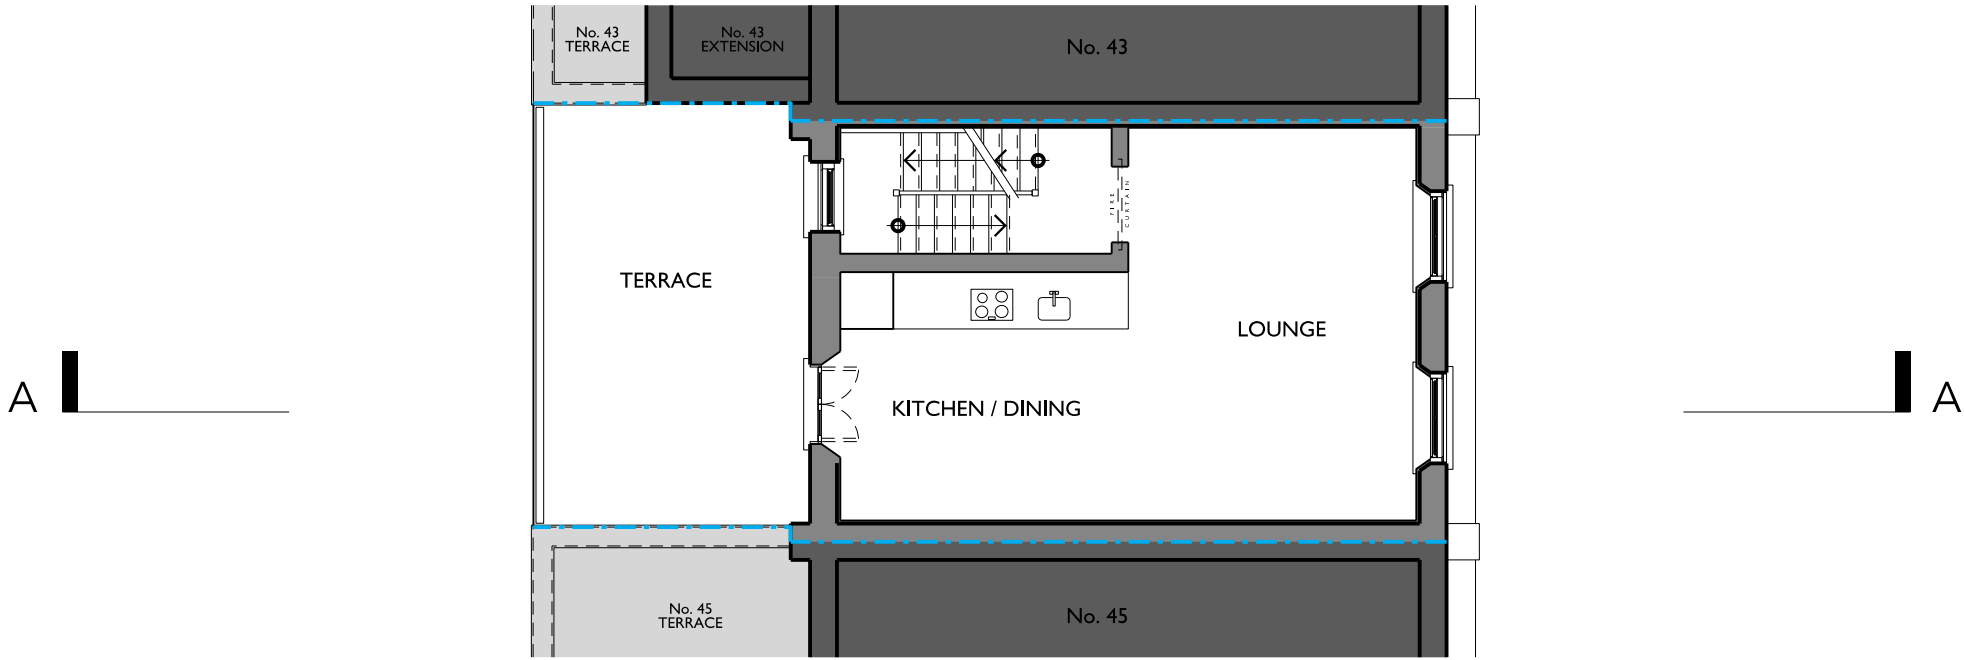 No. 43
TERRACE
No. 43
EXTENSION
No. 43
FIRE
CURTAIN
TERRACE
LOUNGE
A
A
KITCHEN / DINING
No. 45
TERRACE
No. 45